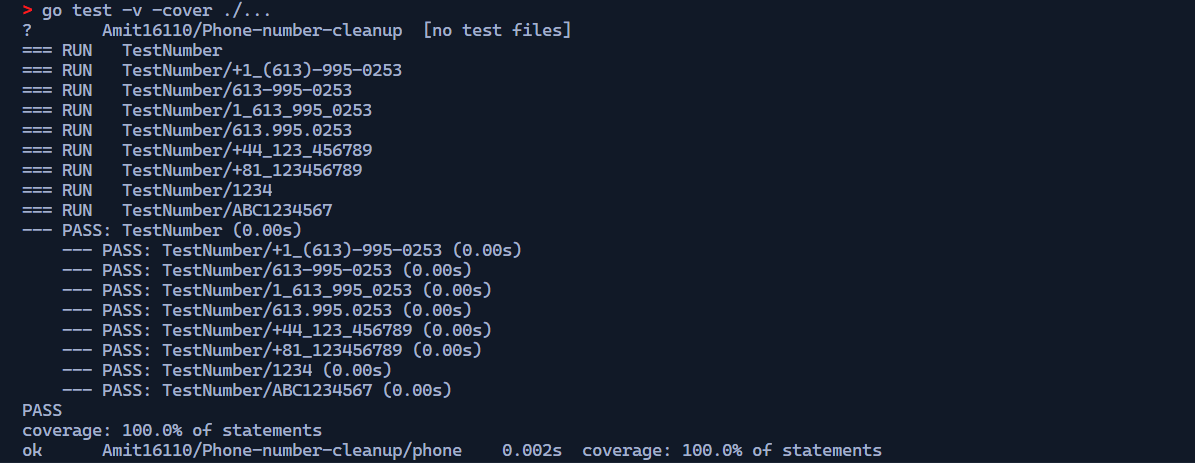 > go test -v -cover ./...
?       Amit16110/Phone-number-cleanup  [no test files]
=== RUN   TestNumber
=== RUN   TestNumber/+1_(613)-995-0253
=== RUN   TestNumber/613-995-0253
=== RUN   TestNumber/1_613_995_0253
=== RUN   TestNumber/613.995.0253
=== RUN   TestNumber/+44_123_456789
=== RUN   TestNumber/+81_123456789
=== RUN   TestNumber/1234
=== RUN   TestNumber/ABC1234567
--- PASS: TestNumber (0.00s)
    --- PASS: TestNumber/+1_(613)-995-0253 (0.00s)
    --- PASS: TestNumber/613-995-0253 (0.00s)
    --- PASS: TestNumber/1_613_995_0253 (0.00s)
    --- PASS: TestNumber/613.995.0253 (0.00s)
    --- PASS: TestNumber/+44_123_456789 (0.00s)
    --- PASS: TestNumber/+81_123456789 (0.00s)
    --- PASS: TestNumber/1234 (0.00s)
    --- PASS: TestNumber/ABC1234567 (0.00s)
PASS
coverage: 100.0% of statements
ok      Amit16110/Phone-number-cleanup/phone    0.002s  coverage: 100.0% of statements